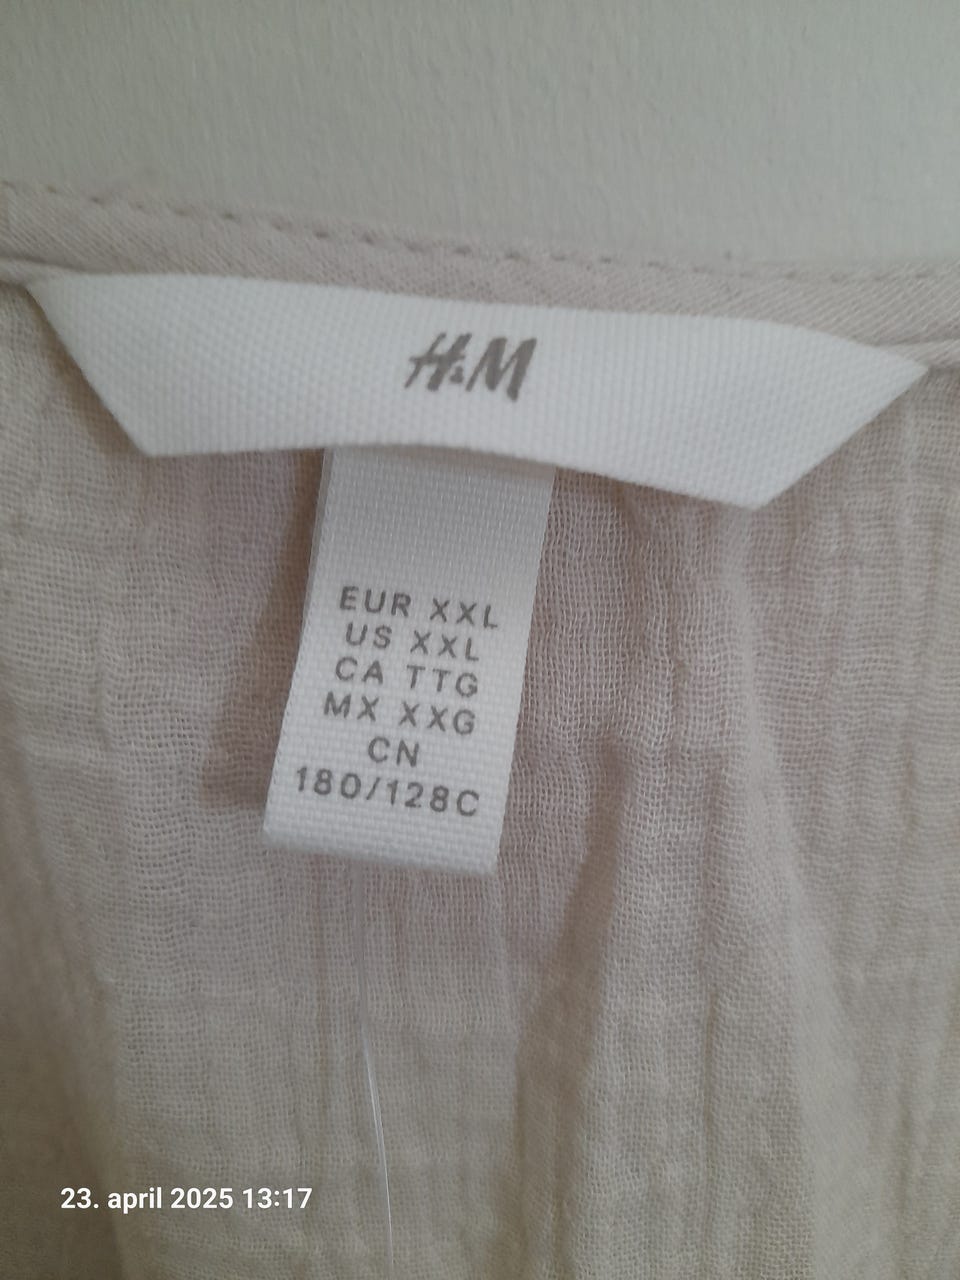 H&M
EUR XXL
US XXL
CA TTG
MX XXG
CN
180/128C
23. april 2025 13:17